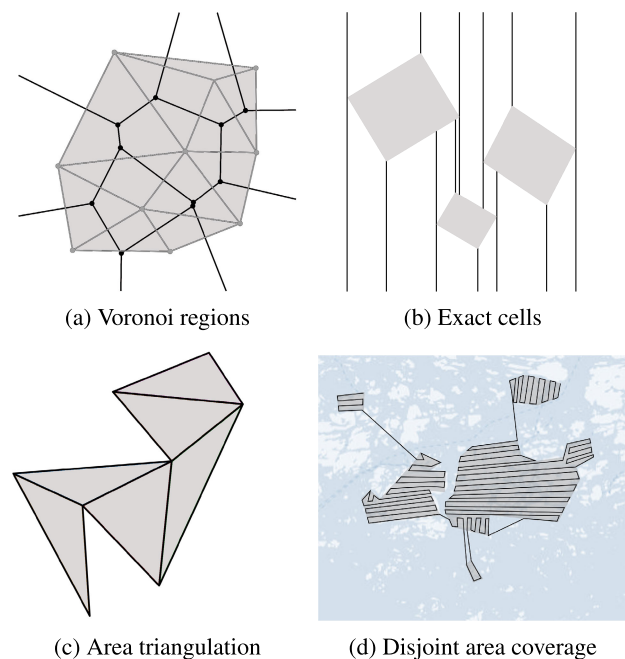 (a) Voronoi regions
(b) Exact cells
(c) Area triangulation
(d) Disjoint area coverage